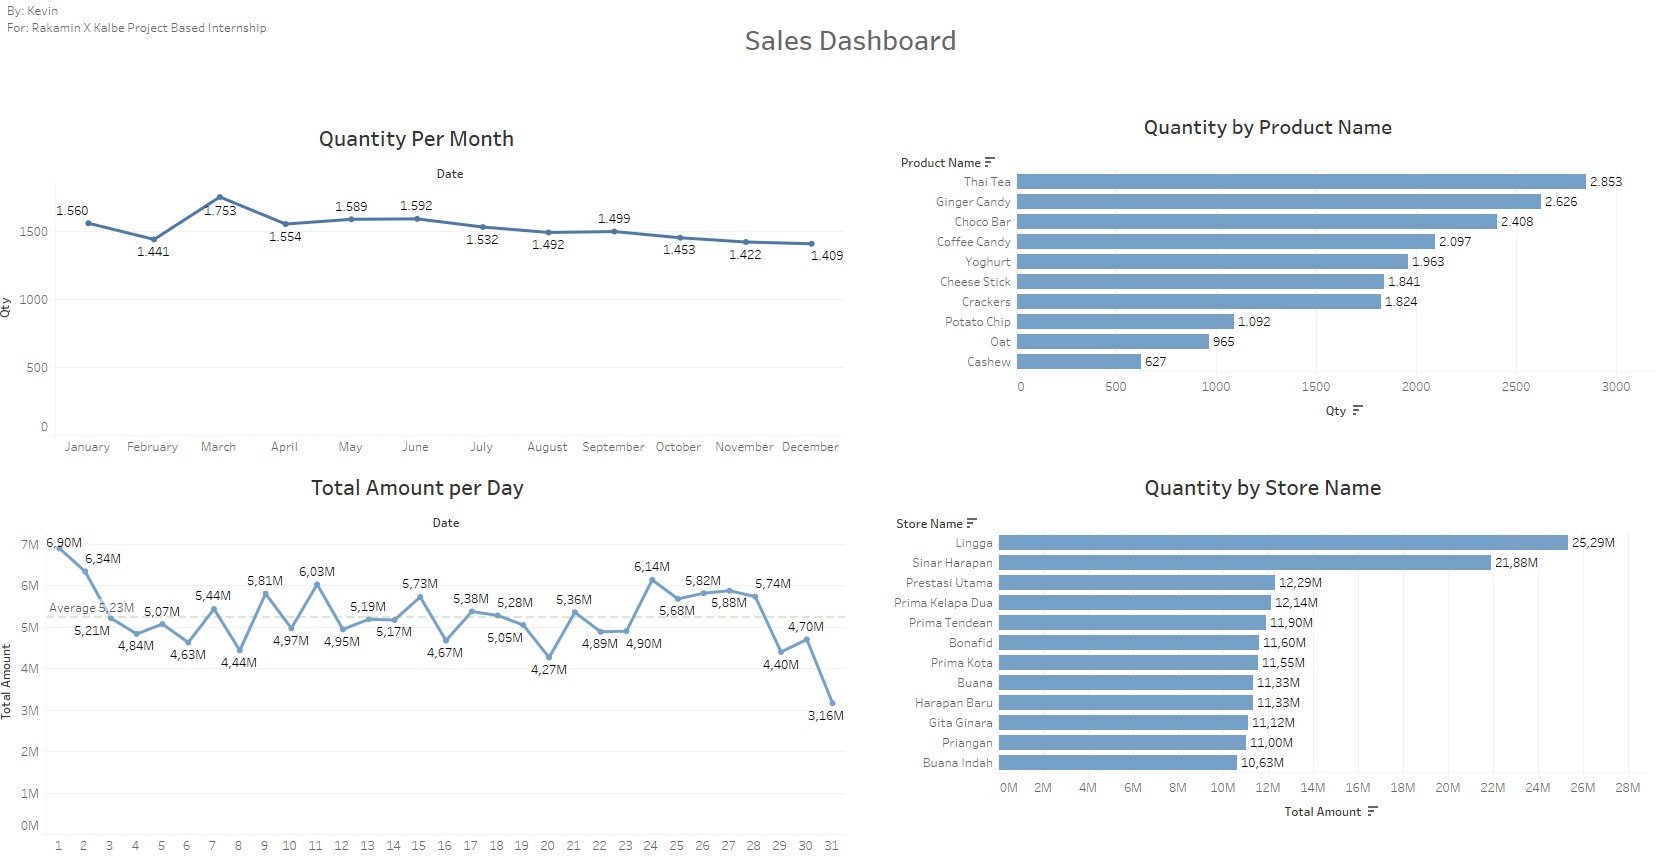 By: Kevin
For: Rakamin X Kalbe Project Based Internship
Sales Dashboard
Quantity Per Month
Date
1.560
1.441
1.753
1.554
1.589
1.592
1.532
1.492
1.499
1.453
1.422
1.409
Qty
1500
1000
500
0
January February March April May June July August September October November December
Quantity by Product Name
Product Name
Thai Tea 2.853
Ginger Candy 2.626
Choco Bar 2.408
Coffee Candy 2.097
Yoghurt 1.963
Cheese Stick 1.841
Crackers 1.824
Potato Chip 1.092
Oat 965
Cashew 627
0 500 1000 1500 2000 2500 3000
Qty
Total Amount per Day
Date
Total Amount
7M
6M
5M
4M
3M
2M
1M
0M
Average 5,23M
6,90M
6,34M
5,21M
4,84M
5,07M
4,63M
5,44M
4,44M
5,81M
4,97M
6,03M
4,95M
5,19M
5,17M
5,73M
4,67M
5,38M
5,28M
5,05M
4,27M
5,36M
4,89M
4,90M
6,14M
5,68M
5,82M
5,88M
5,74M
4,40M
4,70M
3,16M
1 2 3 4 5 6 7 8 9 10 11 12 13 14 15 16 17 18 19 20 21 22 23 24 25 26 27 28 29 30 31
Quantity by Store Name
Store Name
Lingga 25,29M
Sinar Harapan 21,88M
Prestasi Utama 12,29M
Prima Kelapa Dua 12,14M
Prima Tendean 11,90M
Bonafid 11,60M
Prima Kota 11,55M
Buana 11,33M
Harapan Baru 11,33M
Gita Ginara 11,12M
Priangan 11,00M
Buana Indah 10,63M
0M 2M 4M 6M 8M 10M 12M 14M 16M 18M 20M 22M 24M 26M 28M
Total Amount